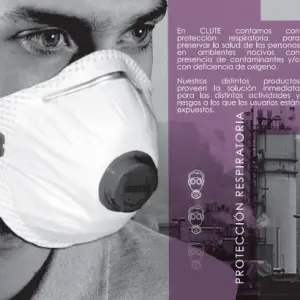 En CLUTE contamos con
protección respiratoria, para
preservar la salud de las personas
en ambientes nocivos con
presencia de contaminantes y/o
con deficiencia de oxígeno.
Nuestros distintos productos
proveen la solución inmediata
para las distintas actividades y
riesgos a los que los usuarios están
expuestos.
PROTECCIÓN RESPIRATORIA